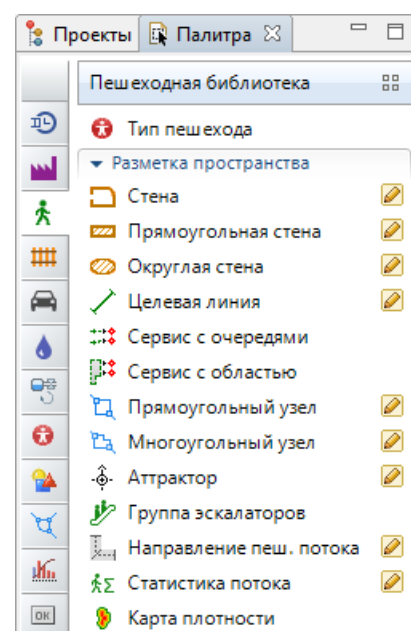 Проекты Палитра
Пешеходная библиотека
Тип пешехода
Разметка пространства
Стена
Прямоугольная стена
Округлая стена
Целевая линия
Сервис с очередями
Сервис с областью
Прямоугольный узел
Многоугольный узел
Аттрактор
Группа эскалаторов
Направление пеш. потока
Статистика потока
OK Карта плотности